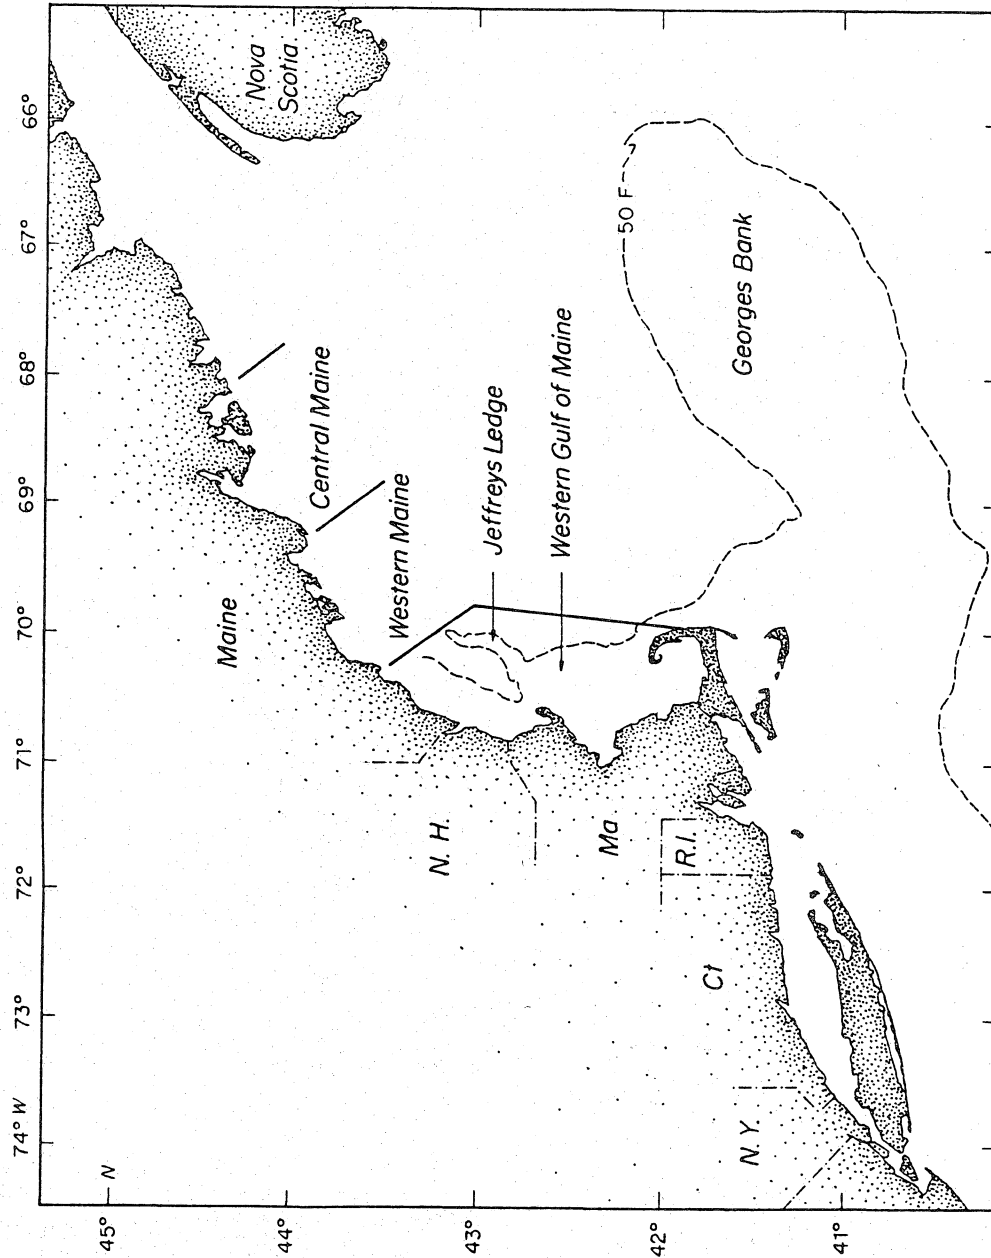 74° W
73°
72°
71°
70°
69°
68°
67°
66°
N
45°
44°
43°
42°
41°
Nova
Scotia
Maine
Central Maine
Western Maine
Jeffreys Ledge
Western Gulf of Maine
50 F
Georges Bank
N. H.
Ma
R.I.
Ct
N.Y.